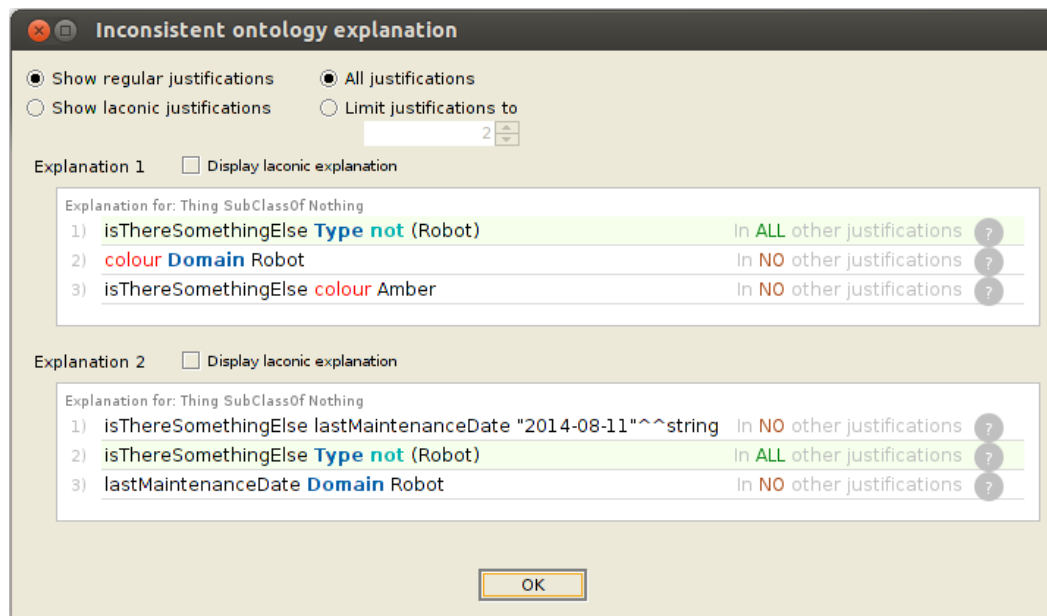 Inconsistent ontology explanation
Show regular justifications All justifications
Show laconic justifications Limit justifications to
2
Explanation 1 Display laconic explanation
Explanation for: Thing SubClassOf Nothing
1) isThereSomethingElse Type not (Robot) In ALL other justifications ?
2) colour Domain Robot In NO other justifications ?
3) isThereSomethingElse colour Amber In NO other justifications ?
Explanation 2 Display laconic explanation
Explanation for: Thing SubClassOf Nothing
1) isThereSomethingElse lastMaintenanceDate "2014-08-11"^^string In NO other justifications ?
2) isThereSomethingElse Type not (Robot) In ALL other justifications ?
3) lastMaintenanceDate Domain Robot In NO other justifications ?
OK